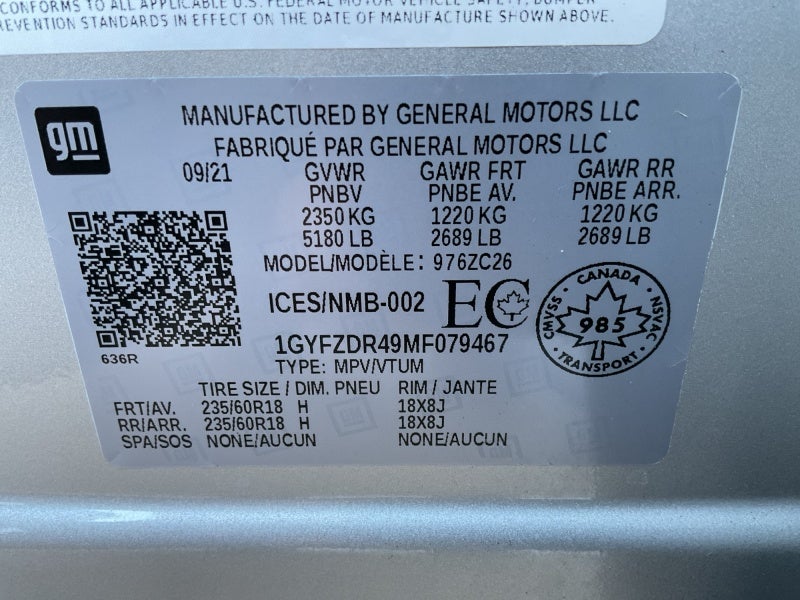 CONFORMS TO ALL APPLICABLE U.S. FEDERAL MOTOR VEHICLE SAFETY, BUMPER
REVENTION STANDARDS IN EFFECT ON THE DATE OF MANUFACTURE SHOWN ABOVE.
gm
MANUFACTURED BY GENERAL MOTORS LLC
FABRIQUÉ PAR GENERAL MOTORS LLC
09/21 GVWR GAWR FRT GAWR RR
PNBV PNBE AV. PNBE ARR.
2350 KG 1220 KG 1220 KG
5180 LB 2689 LB 2689 LB
MODEL/MODÈLE: 976ZC26
ICES/NMB-002 EC
CANADA
CMVSS 985 NSVAC
TRANSPORT
636R
1GYFZDR49MF079467
TYPE: MPV/VTUM
TIRE SIZE / DIM. PNEU RIM / JANTE
FRT/AV. 235/60R18 H 18X8J
RR/ARR. 235/60R18 H 18X8J
SPA/SOS NONE/AUCUN NONE/AUCUN